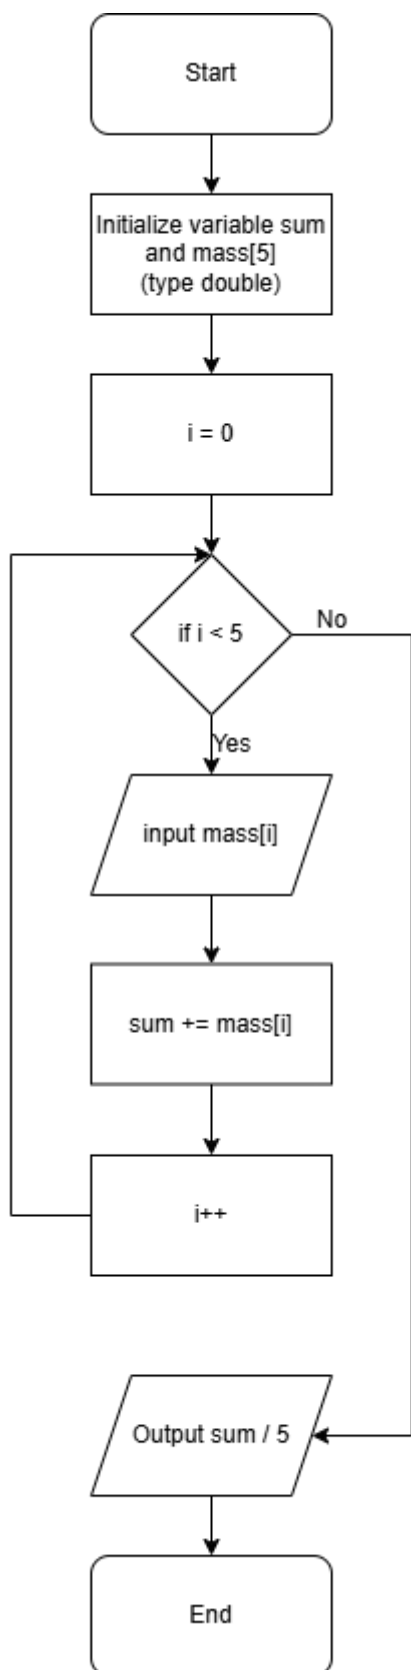 Start
Initialize variable sum
and mass[5]
(type double)
i = 0
if i < 5
No
Yes
input mass[i]
sum += mass[i]
i++
Output sum / 5
End